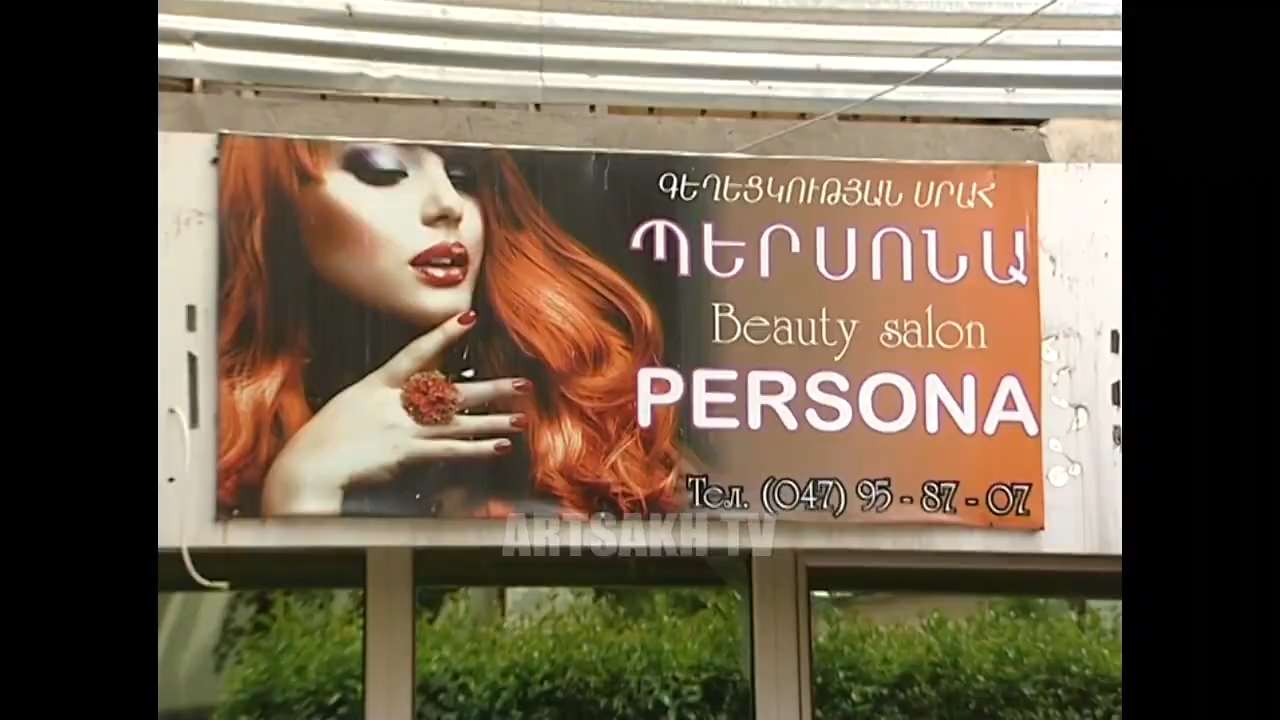 ԳԵՂԵՑԿՈՒԹՅԱՆ ՍՐԱՀ
ՊԵՐՍՈՆԱ
Beauty salon
PERSONA
Тел. (047) 95 - 87 - 07
ARTSAKH TV